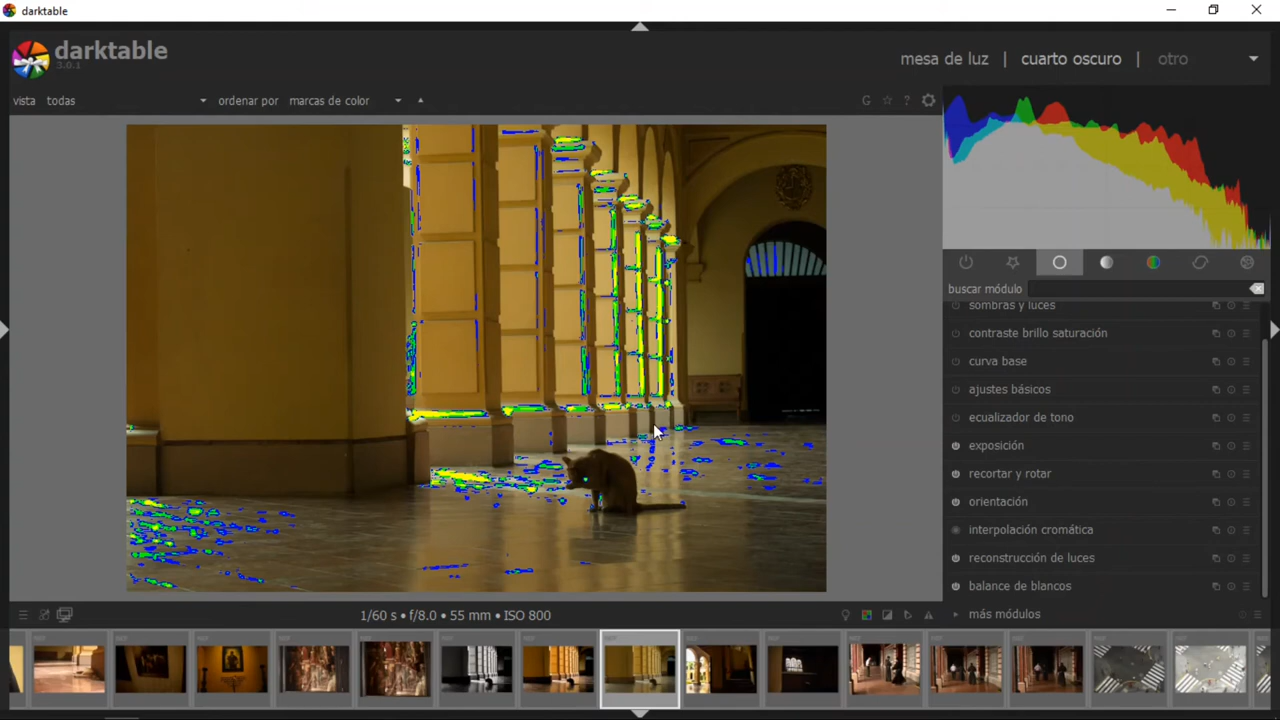 darktable
darktable
3.0.1
mesa de luz | cuarto oscuro | otro
vista todas ordenar por marcas de color
G ☆ ?
buscar módulo
sombras y luces
contraste brillo saturación
curva base
ajustes básicos
ecualizador de tono
exposición
recortar y rotar
orientación
interpolación cromática
reconstrucción de luces
balance de blancos
más módulos
1/60 s • f/8.0 • 55 mm • ISO 800